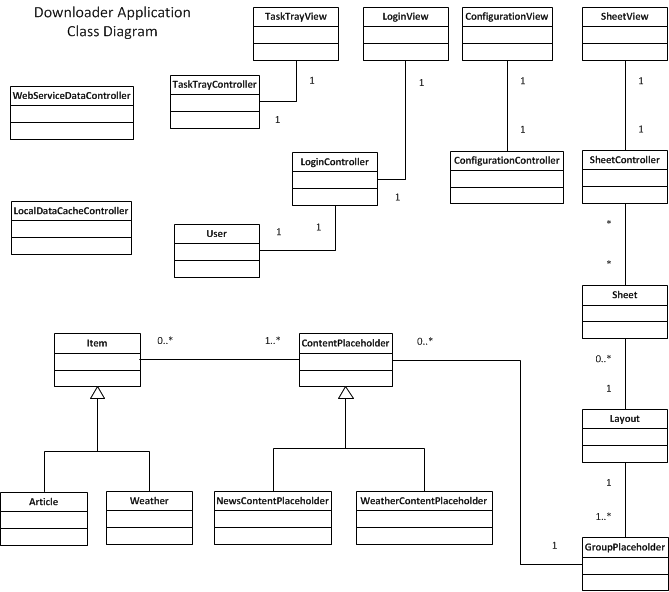 Downloader Application
Class Diagram
TaskTrayView
LoginView
ConfigurationView
SheetView
WebServiceDataController
TaskTrayController
1
1
1
1
1
1
1
LoginController
ConfigurationController
SheetController
1
LocalDataCacheController
User
1
1
*
*
Sheet
Item
0..*
1..*
ContentPlaceholder
0..*
0..*
1
Layout
1
1..*
Article
Weather
NewsContentPlaceholder
WeatherContentPlaceholder
1
GroupPlaceholder